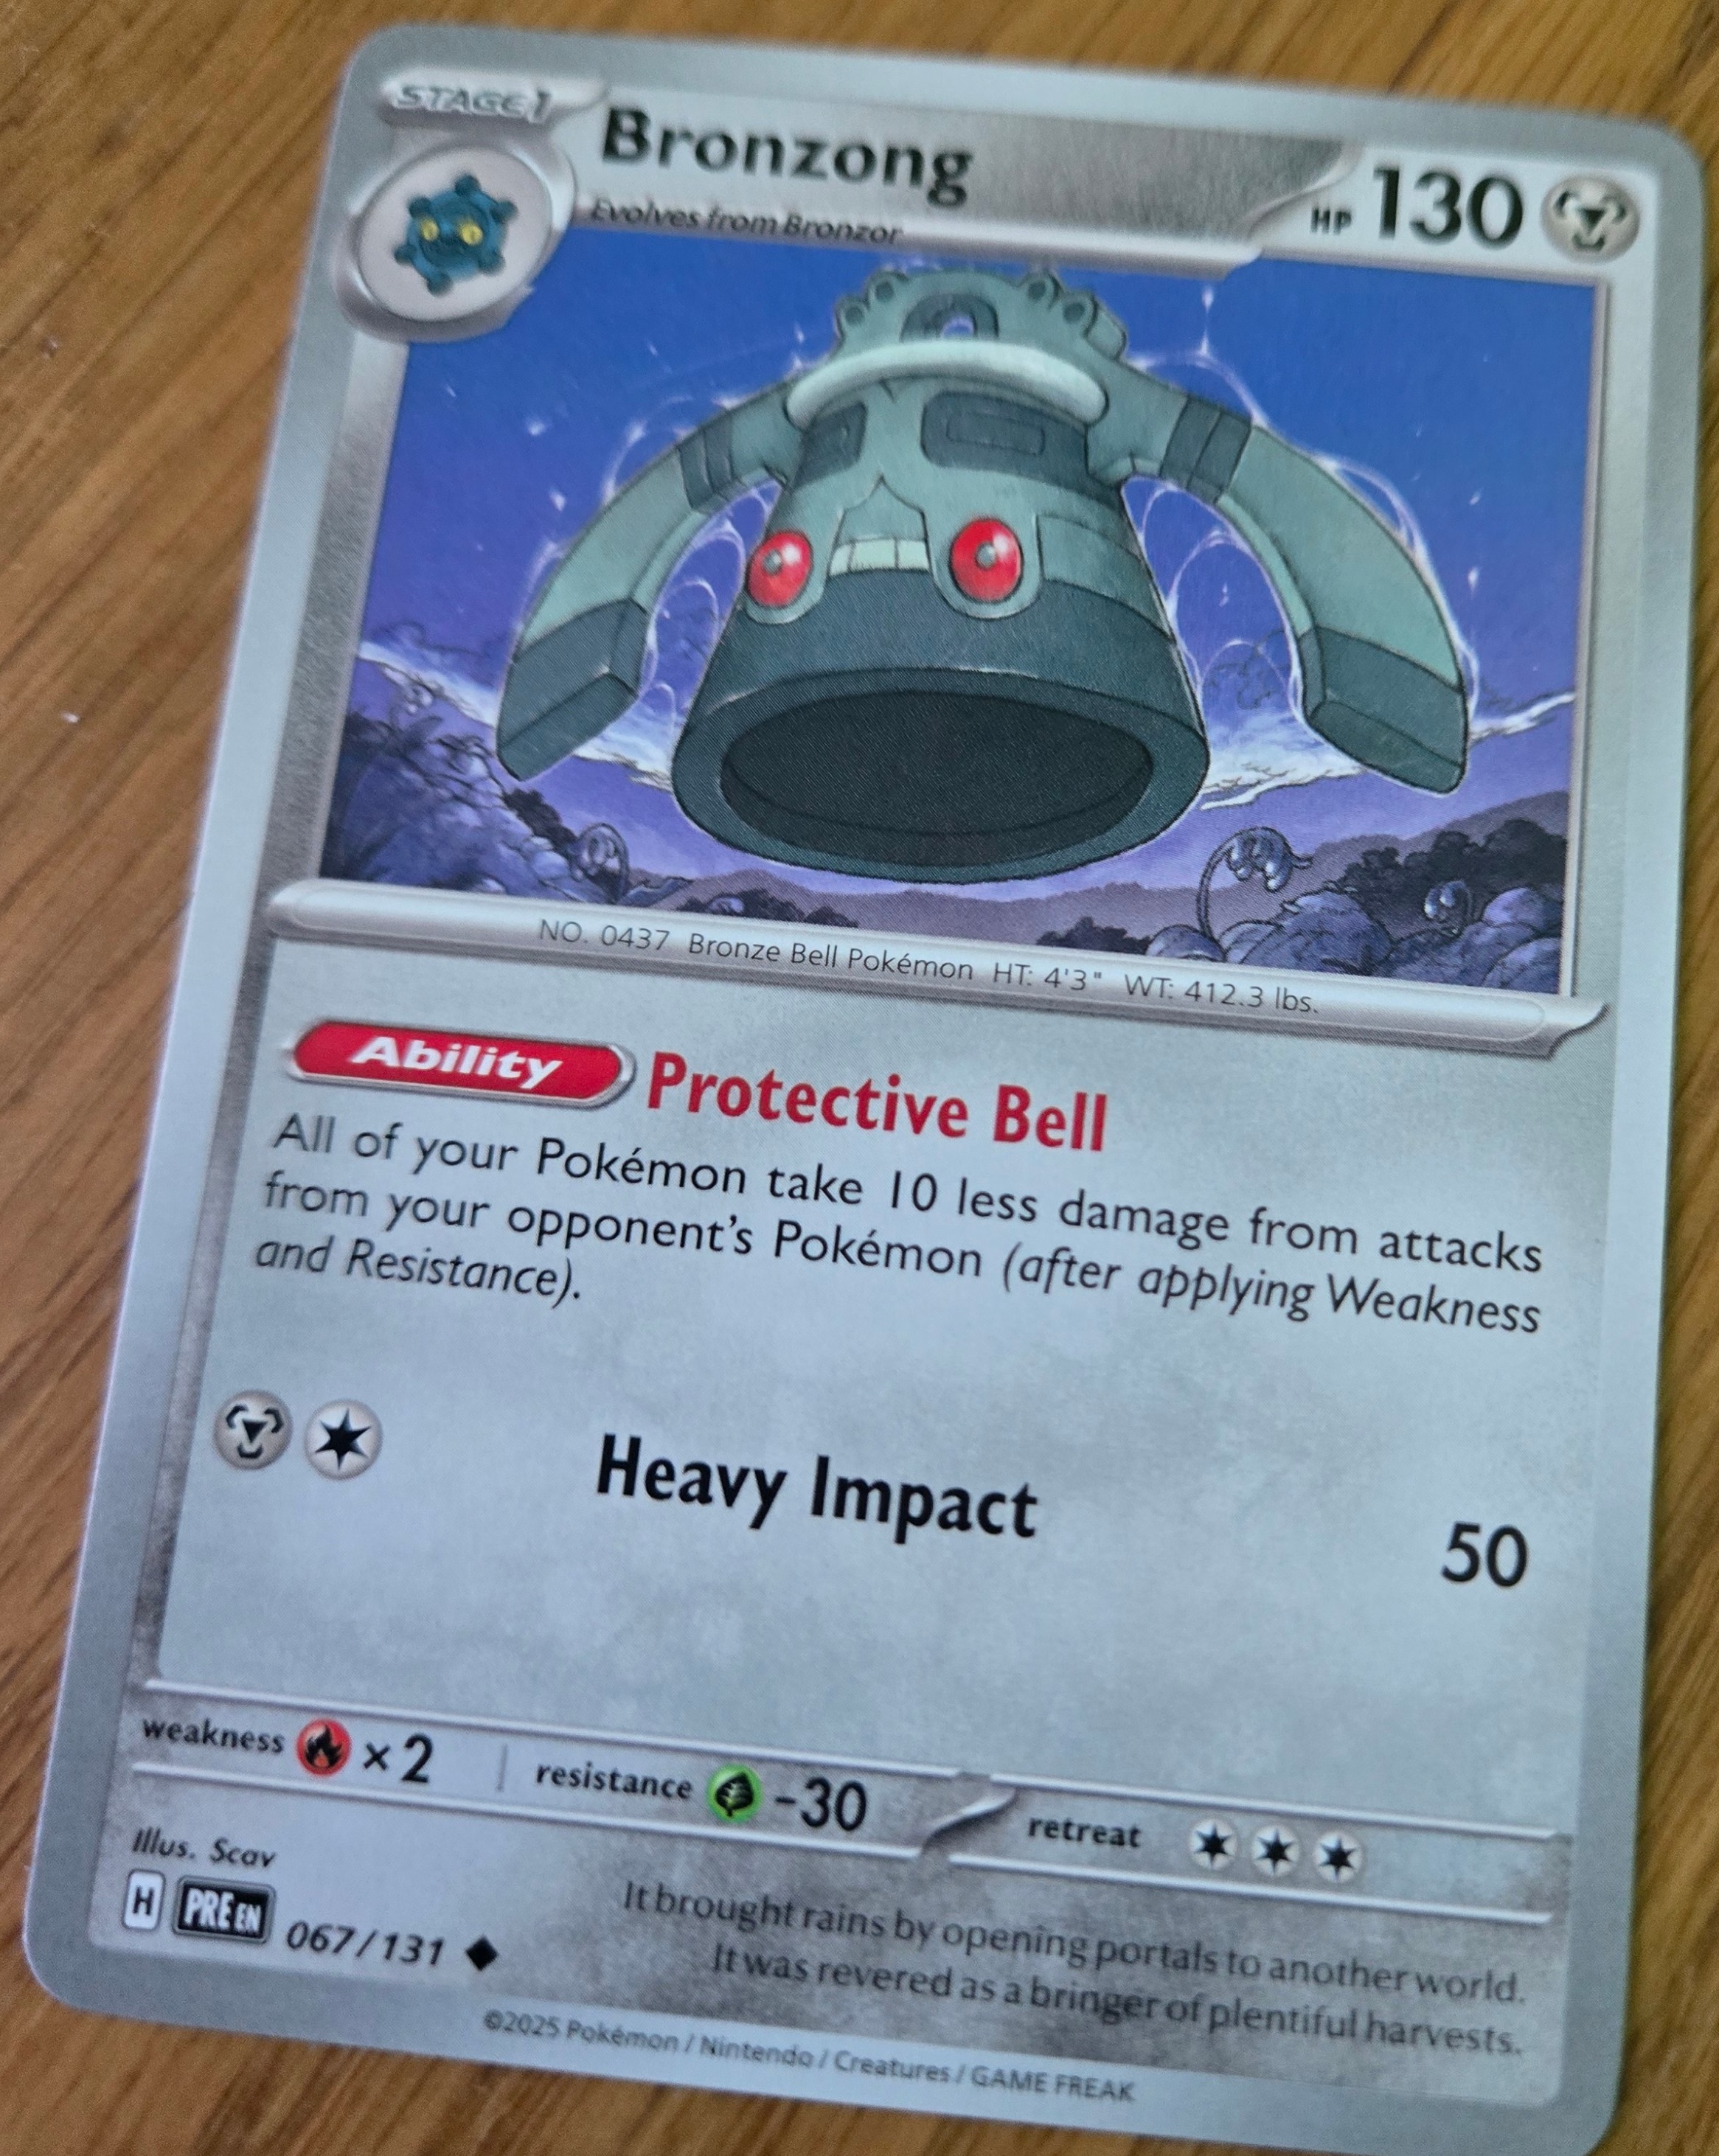 STAGE 1
Bronzong
HP 130
Evolves from Bronzor
NO. 0437 Bronze Bell Pokémon HT: 4'3" WT: 412.3 lbs.
Ability Protective Bell
All of your Pokémon take 10 less damage from attacks
from your opponent's Pokémon (after applying Weakness
and Resistance).
Heavy Impact
50
weakness ×2 resistance -30
retreat
Illus. Scav
H PRE EN 067/131
It brought rains by opening portals to another world.
It was revered as a bringer of plentiful harvests.
©2025 Pokémon / Nintendo / Creatures / GAME FREAK